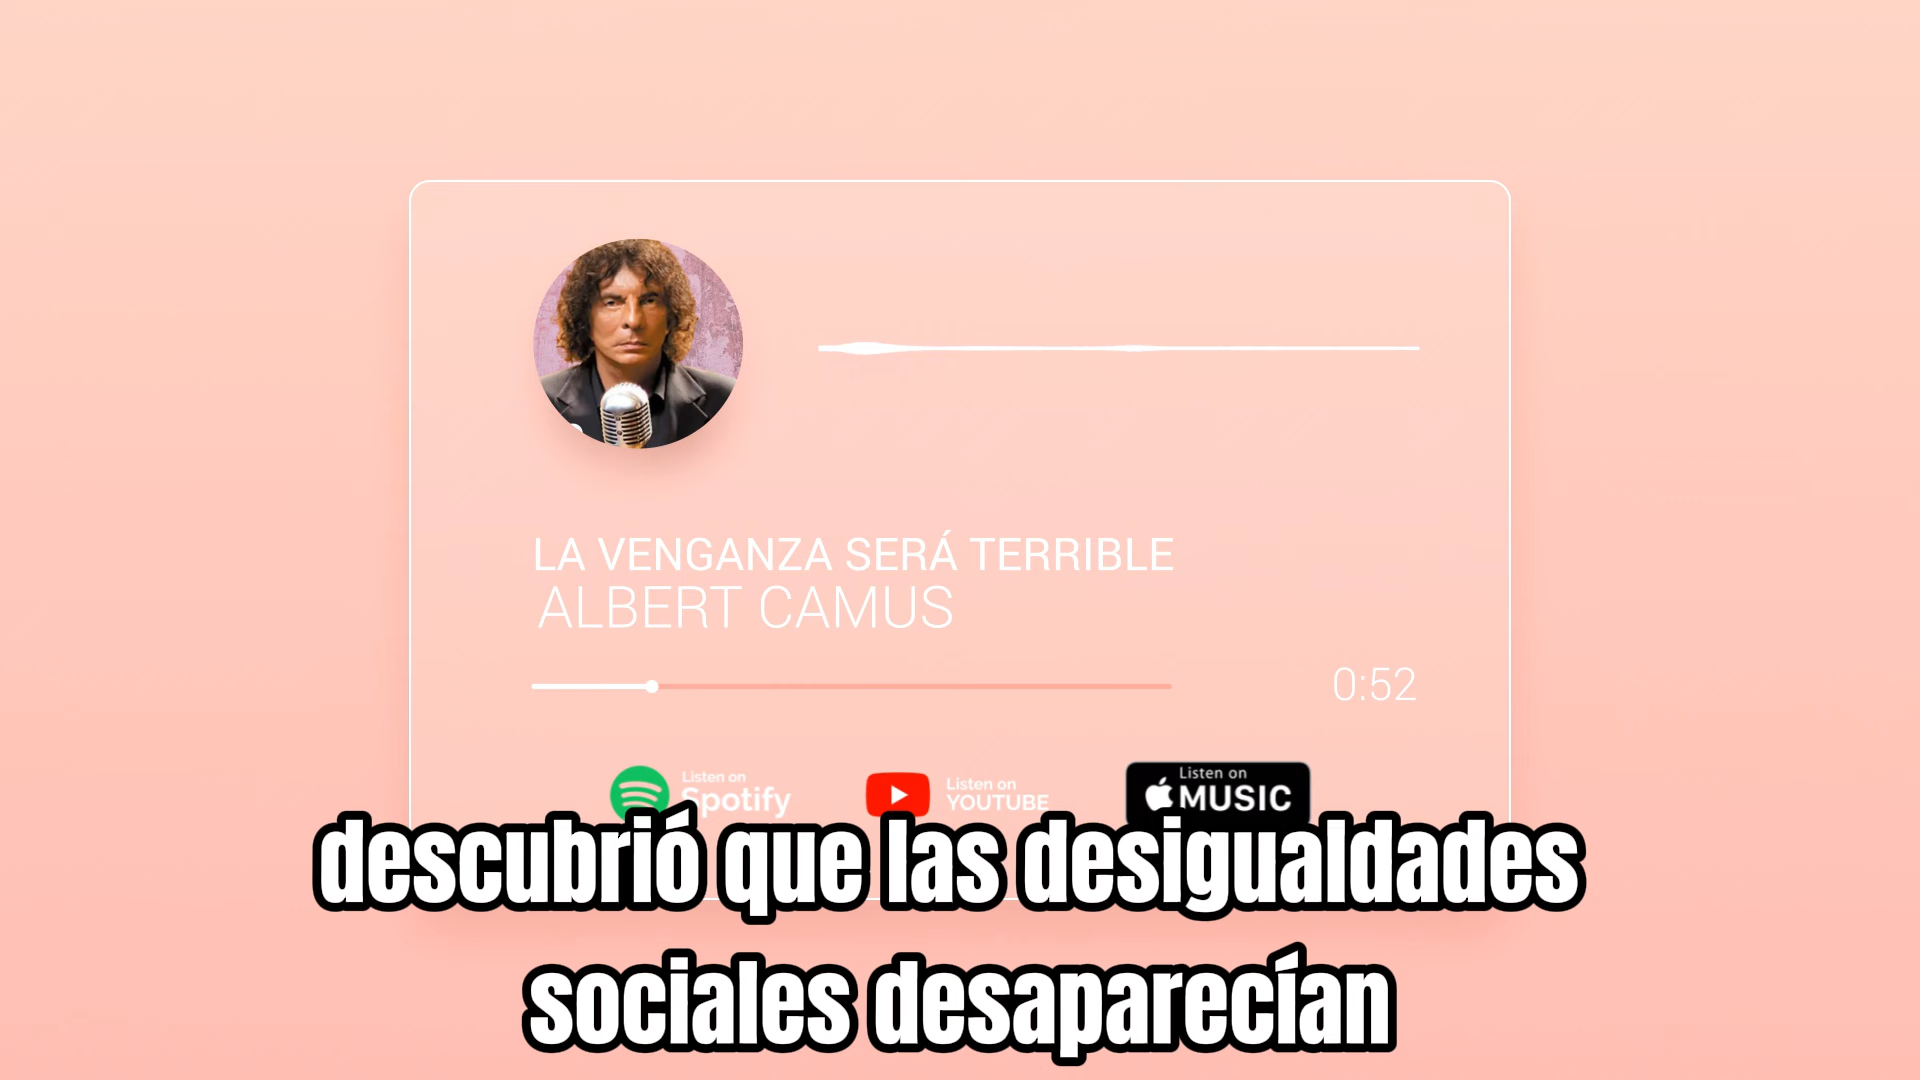 LA VENGANZA SERÁ TERRIBLE
ALBERT CAMUS
0:52
Listen on
Spotify
Listen on
YOUTUBE
Listen on
MUSIC
descubrió que las desigualdades
sociales desaparecían